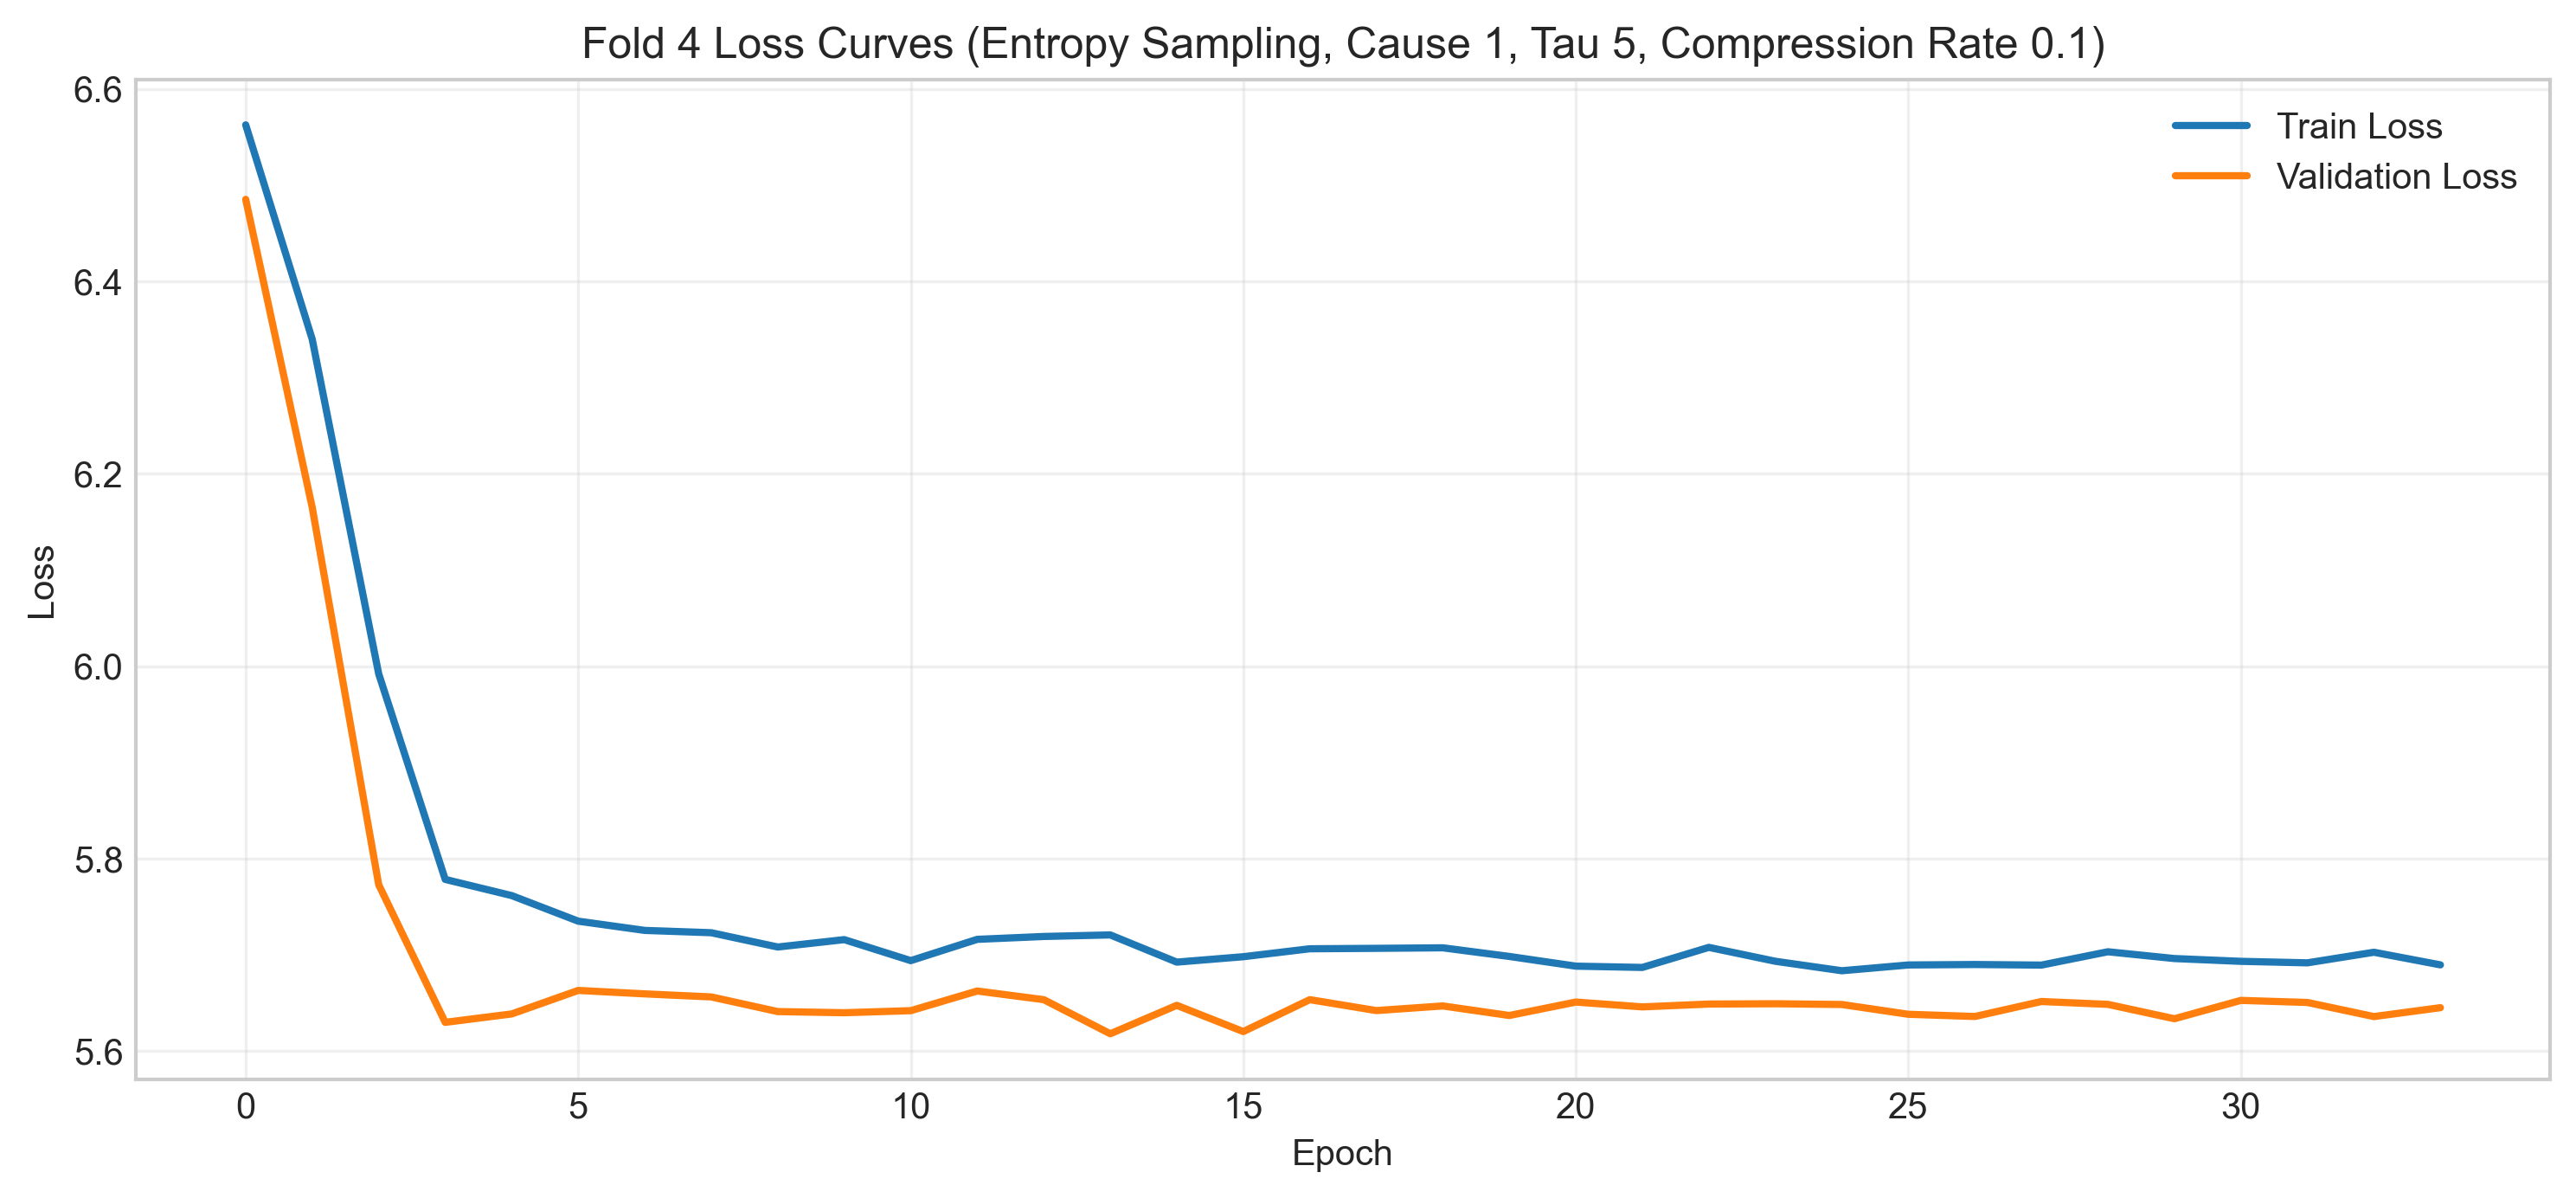 Fold 4 Loss Curves (Entropy Sampling, Cause 1, Tau 5, Compression Rate 0.1)
Train Loss
Validation Loss
6.6
6.4
6.2
6.0
5.8
5.6
Loss
0 5 10 15 20 25 30
Epoch